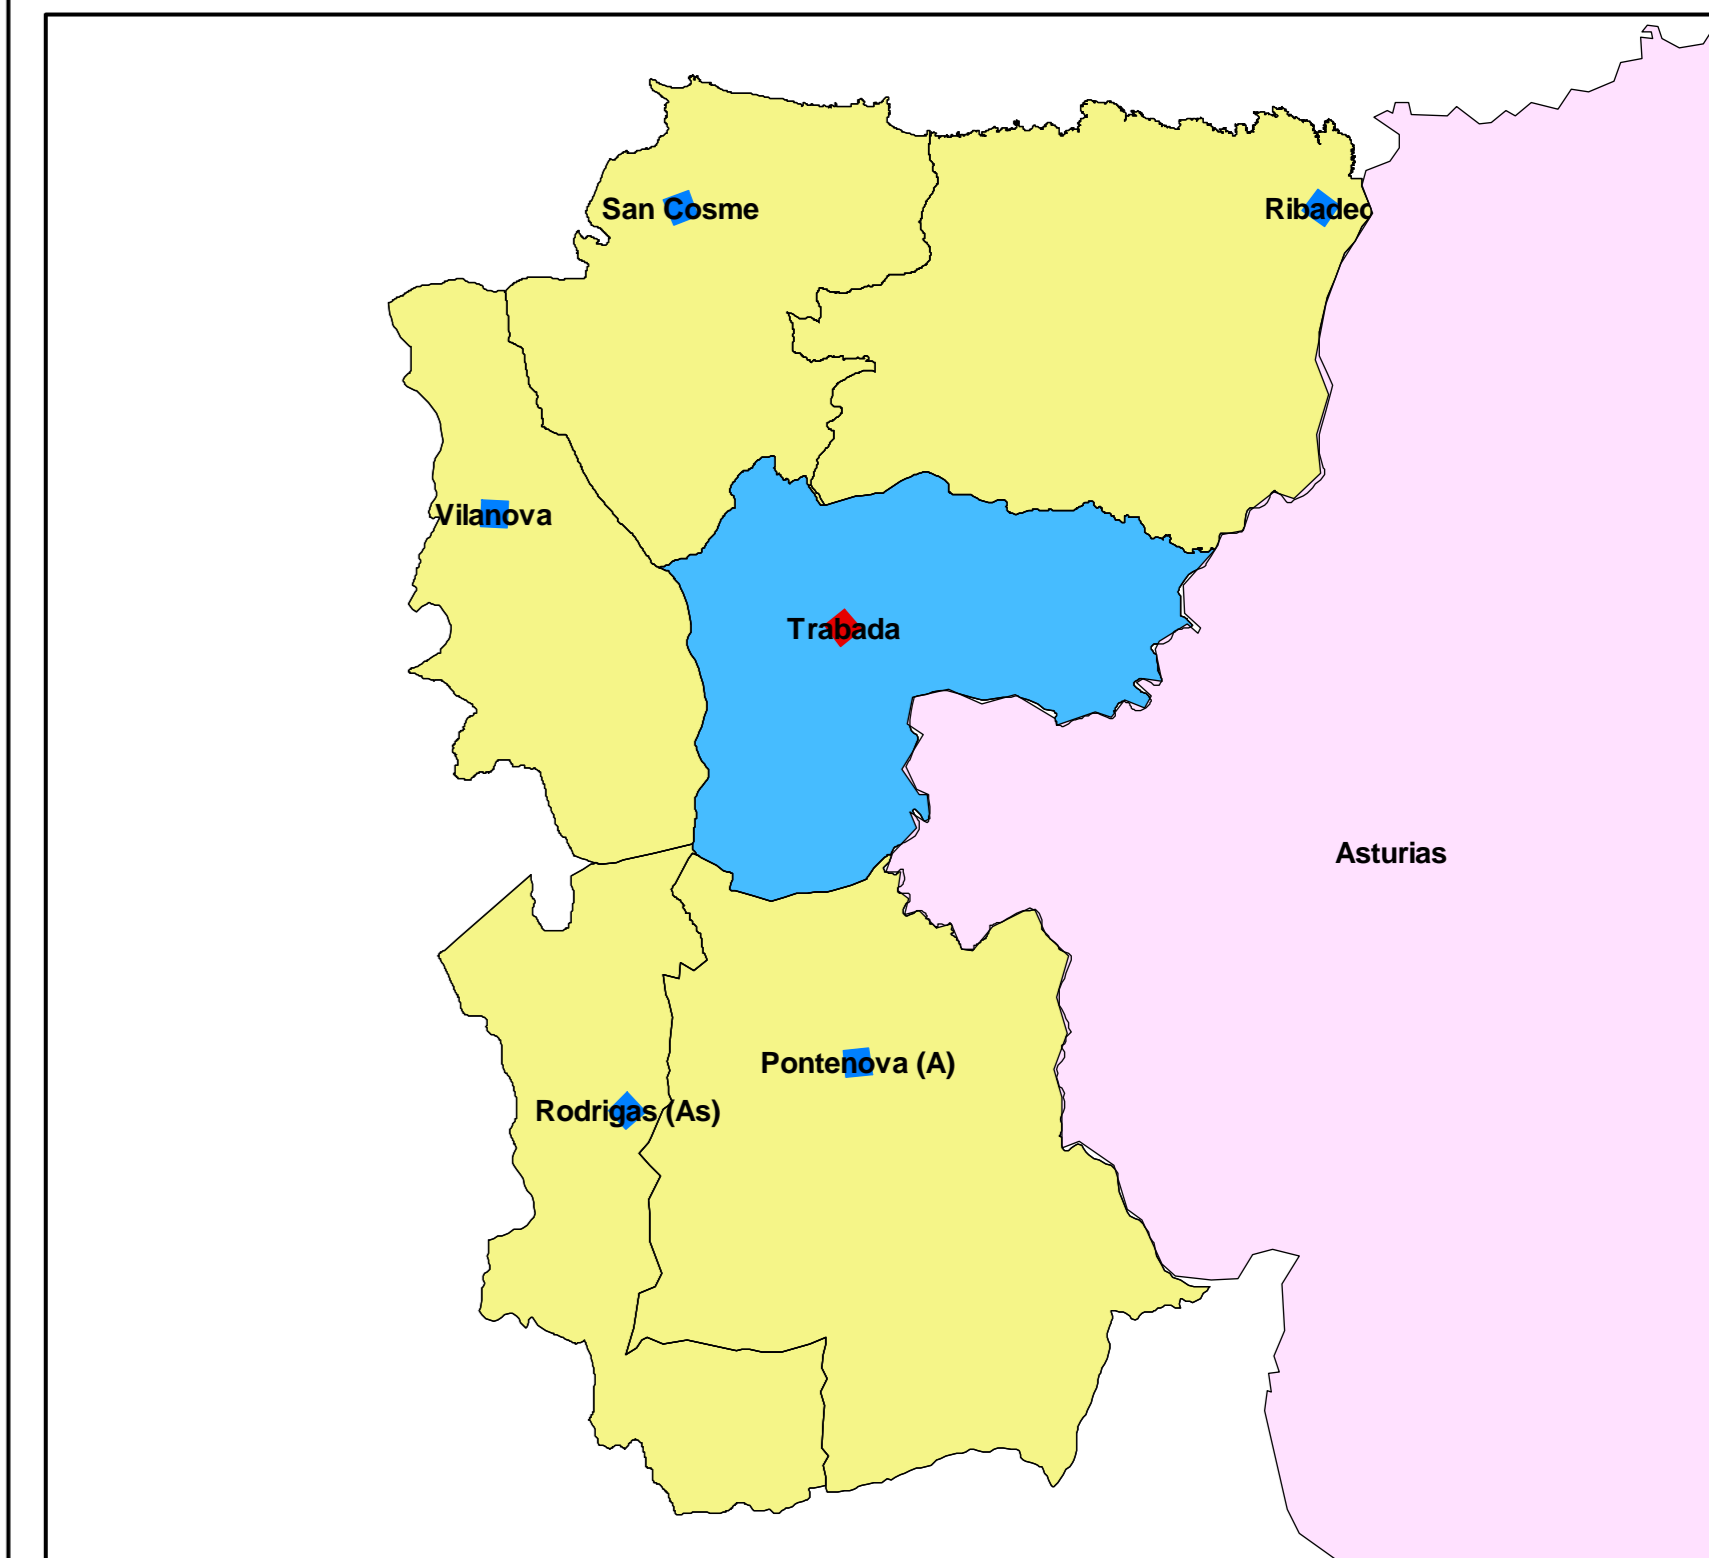 San Cosme
Ribadeo
Vilanova
Trabada
Asturias
Pontenova (A)
Rodrigas (As)